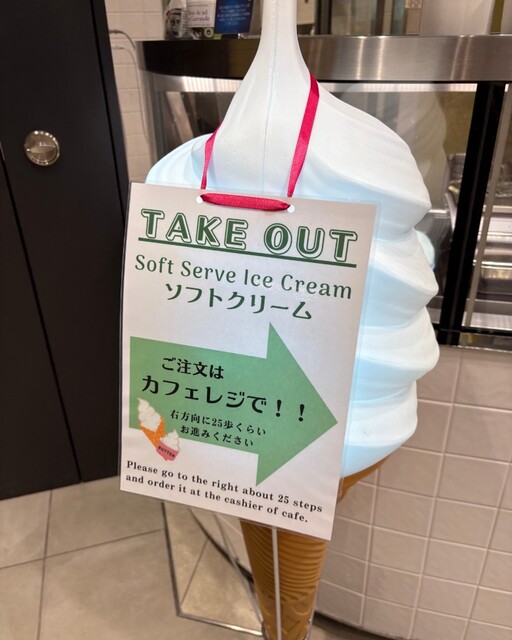 TAKE OUT
Soft Serve Ice Cream
ソフトクリーム
ご注文は
カフェレジで！！
右方向に25歩くらい
お進みください
Please go to the right about 25 steps
and order it at the cashier of cafe.